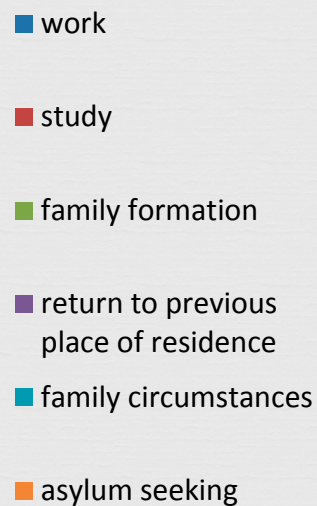 work
study
family formation
return to previous
place of residence
family circumstances
asylum seeking